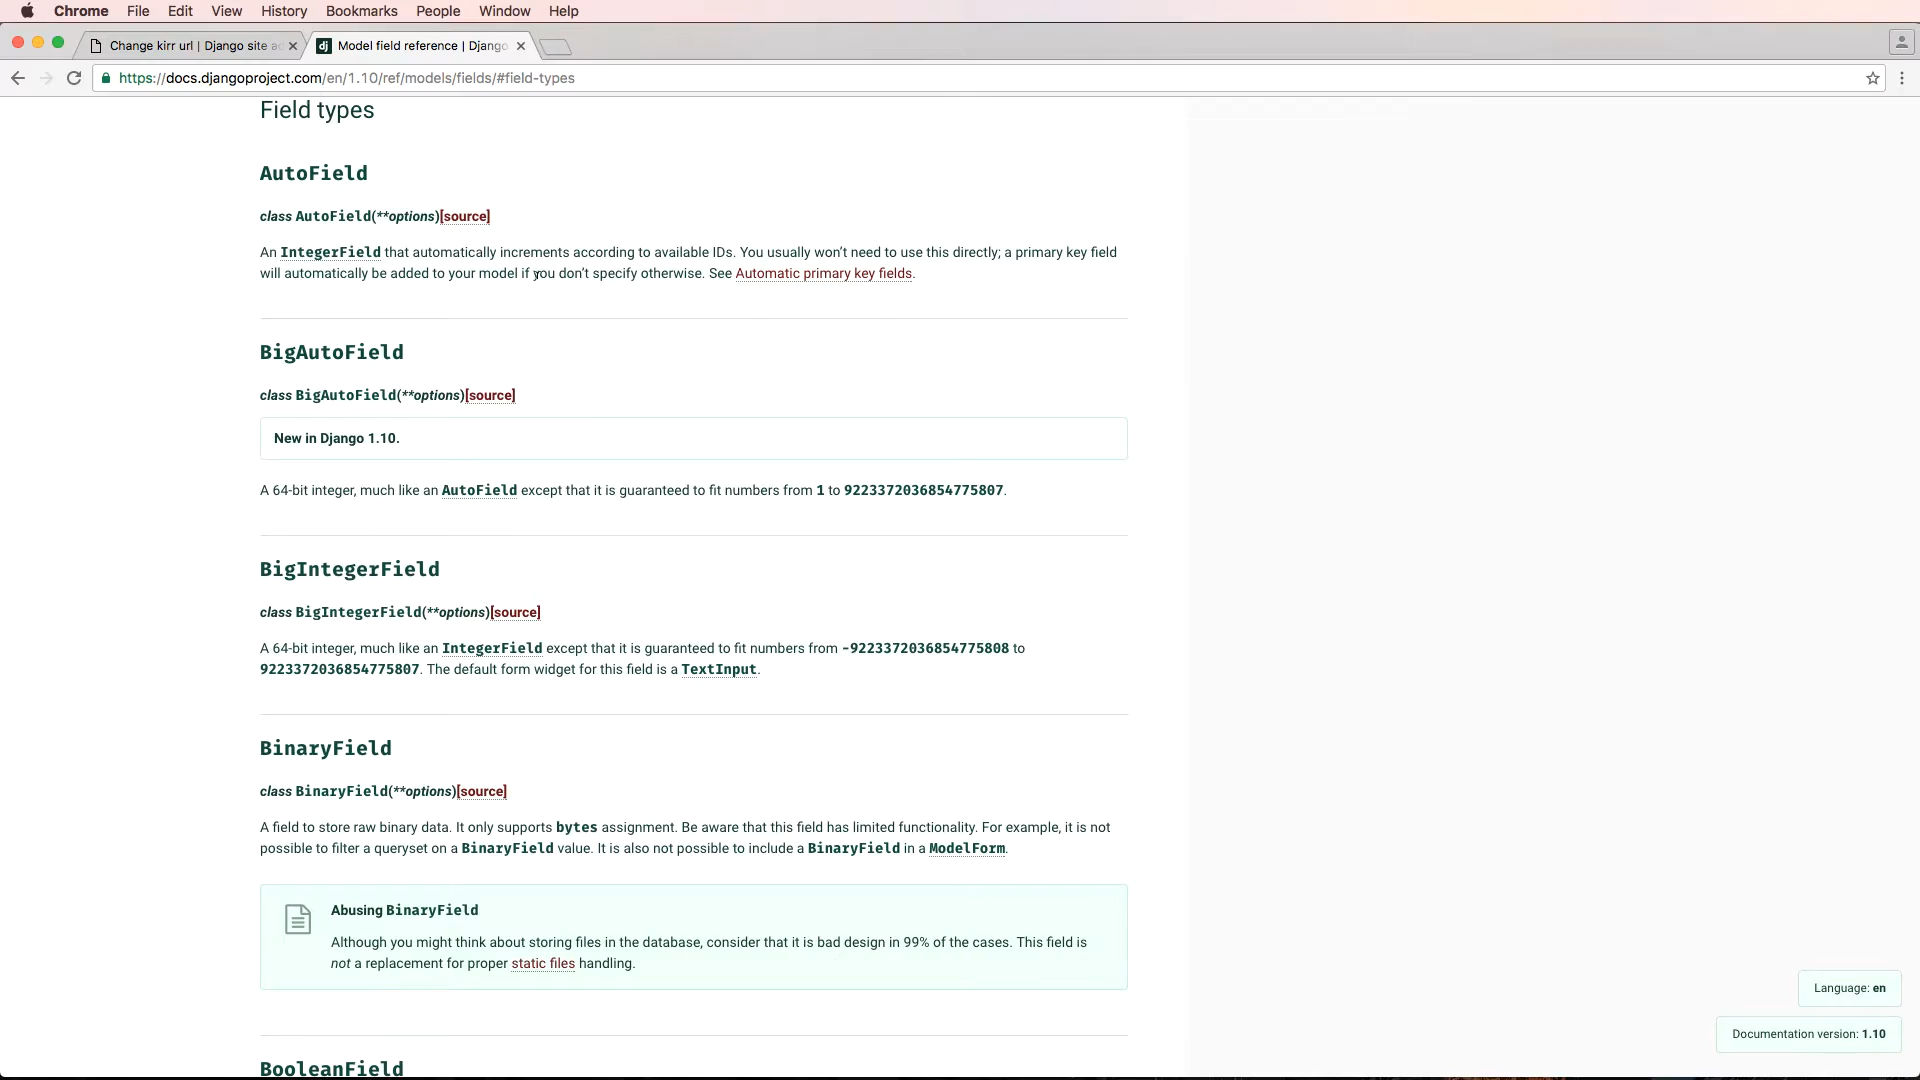 Chrome File Edit View History Bookmarks People Window Help
Change kirr url | Django site ad
Model field reference | Django
https://docs.djangoproject.com/en/1.10/ref/models/fields/#field-types
Field types
AutoField
class AutoField(**options)[source]
An IntegerField that automatically increments according to available IDs. You usually won’t need to use this directly; a primary key field
will automatically be added to your model if you don’t specify otherwise. See Automatic primary key fields.
BigAutoField
class BigAutoField(**options)[source]
New in Django 1.10.
A 64-bit integer, much like an AutoField except that it is guaranteed to fit numbers from 1 to 9223372036854775807.
BigIntegerField
class BigIntegerField(**options)[source]
A 64-bit integer, much like an IntegerField except that it is guaranteed to fit numbers from -9223372036854775808 to
9223372036854775807. The default form widget for this field is a TextInput.
BinaryField
class BinaryField(**options)[source]
A field to store raw binary data. It only supports bytes assignment. Be aware that this field has limited functionality. For example, it is not
possible to filter a queryset on a BinaryField value. It is also not possible to include a BinaryField in a ModelForm.
Abusing BinaryField
Although you might think about storing files in the database, consider that it is bad design in 99% of the cases. This field is
not a replacement for proper static files handling.
Language: en
Documentation version: 1.10
BooleanField